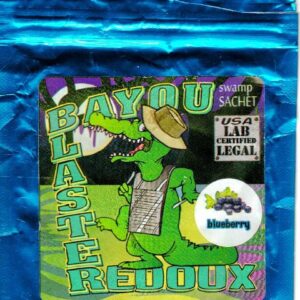 BAYOU
BLASTER
REDOUX
swamp
SACHET
USA
LAB
CERTIFIED
LEGAL
blueberry